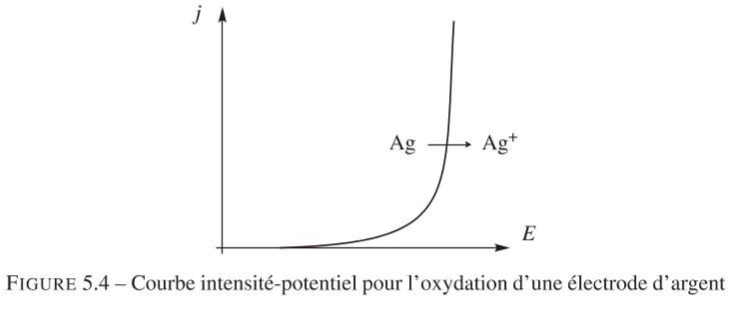 j
Ag → Ag⁺
E
FIGURE 5.4 – Courbe intensité-potentiel pour l'oxydation d'une électrode d'argent